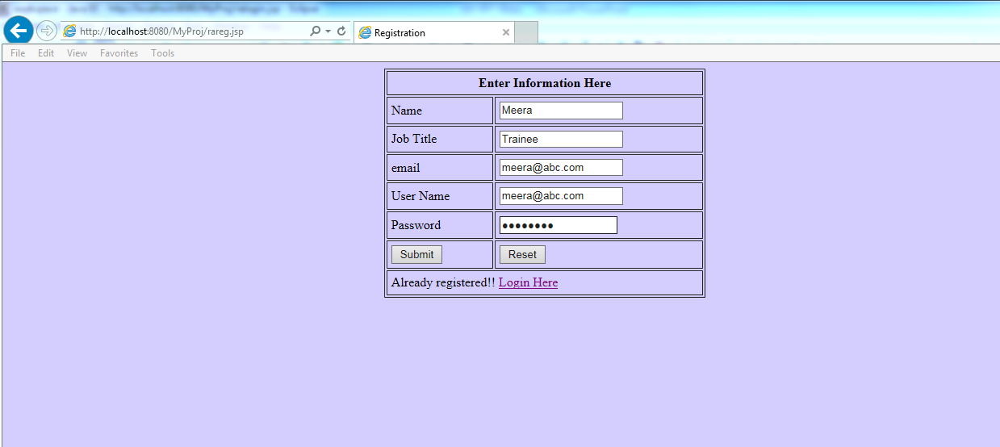 http://localhost:8080/MyProj/rareg.jsp
Registration
File Edit View Favorites Tools
Enter Information Here
Name Meera
Job Title Trainee
email meera@abc.com
User Name meera@abc.com
Password ••••••••
Submit Reset
Already registered!! Login Here